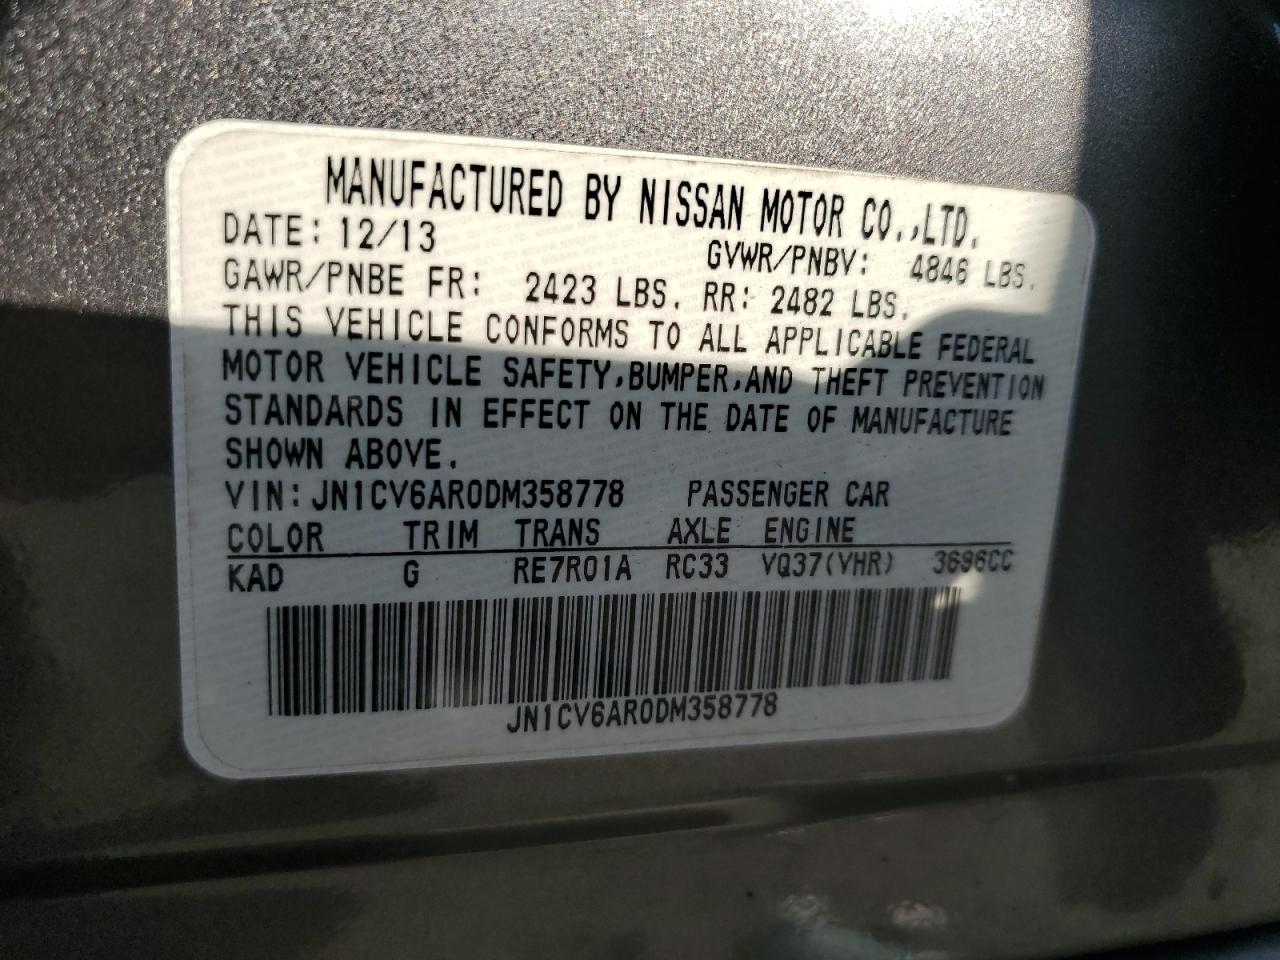 MANUFACTURED BY NISSAN MOTOR CO.,LTD.
DATE: 12/13 GVWR/PNBV: 4846 LBS.
GAWR/PNBE FR: 2423 LBS. RR: 2482 LBS.
THIS VEHICLE CONFORMS TO ALL APPLICABLE FEDERAL
MOTOR VEHICLE SAFETY,BUMPER,AND THEFT PREVENTION
STANDARDS IN EFFECT ON THE DATE OF MANUFACTURE
SHOWN ABOVE.
VIN: JN1CV6AR0DM358778 PASSENGER CAR
COLOR TRIM TRANS AXLE ENGINE
KAD G RE7R01A RC33 VQ37(VHR) 3696CC
JN1CV6AR0DM358778